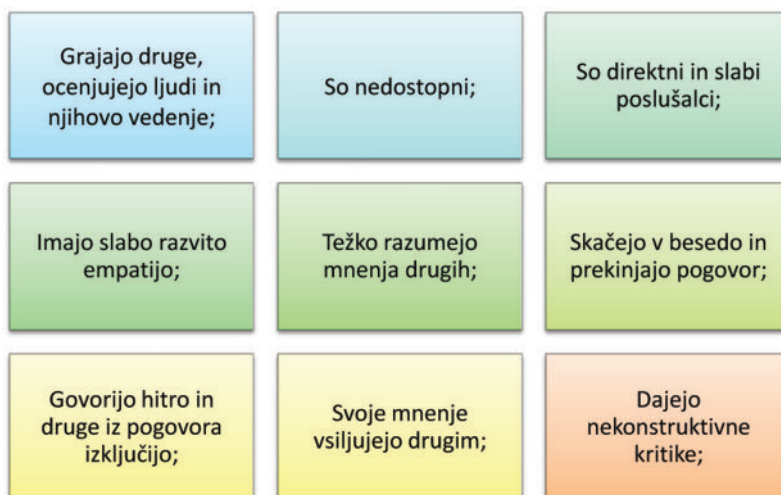 Grajajo druge,
ocenjujejo ljudi in
njihovo vedenje;
So nedostopni;
So direktni in slabi
poslušalci;
Imajo slabo razvito
empatijo;
Težko razumejo
mnenja drugih;
Skačejo v besedo in
prekinjajo pogovor;
Govorijo hitro in
druge iz pogovora
izključijo;
Svoje mnenje
vsiljujejo drugim;
Dajejo
nekonstruktivne
kritike;